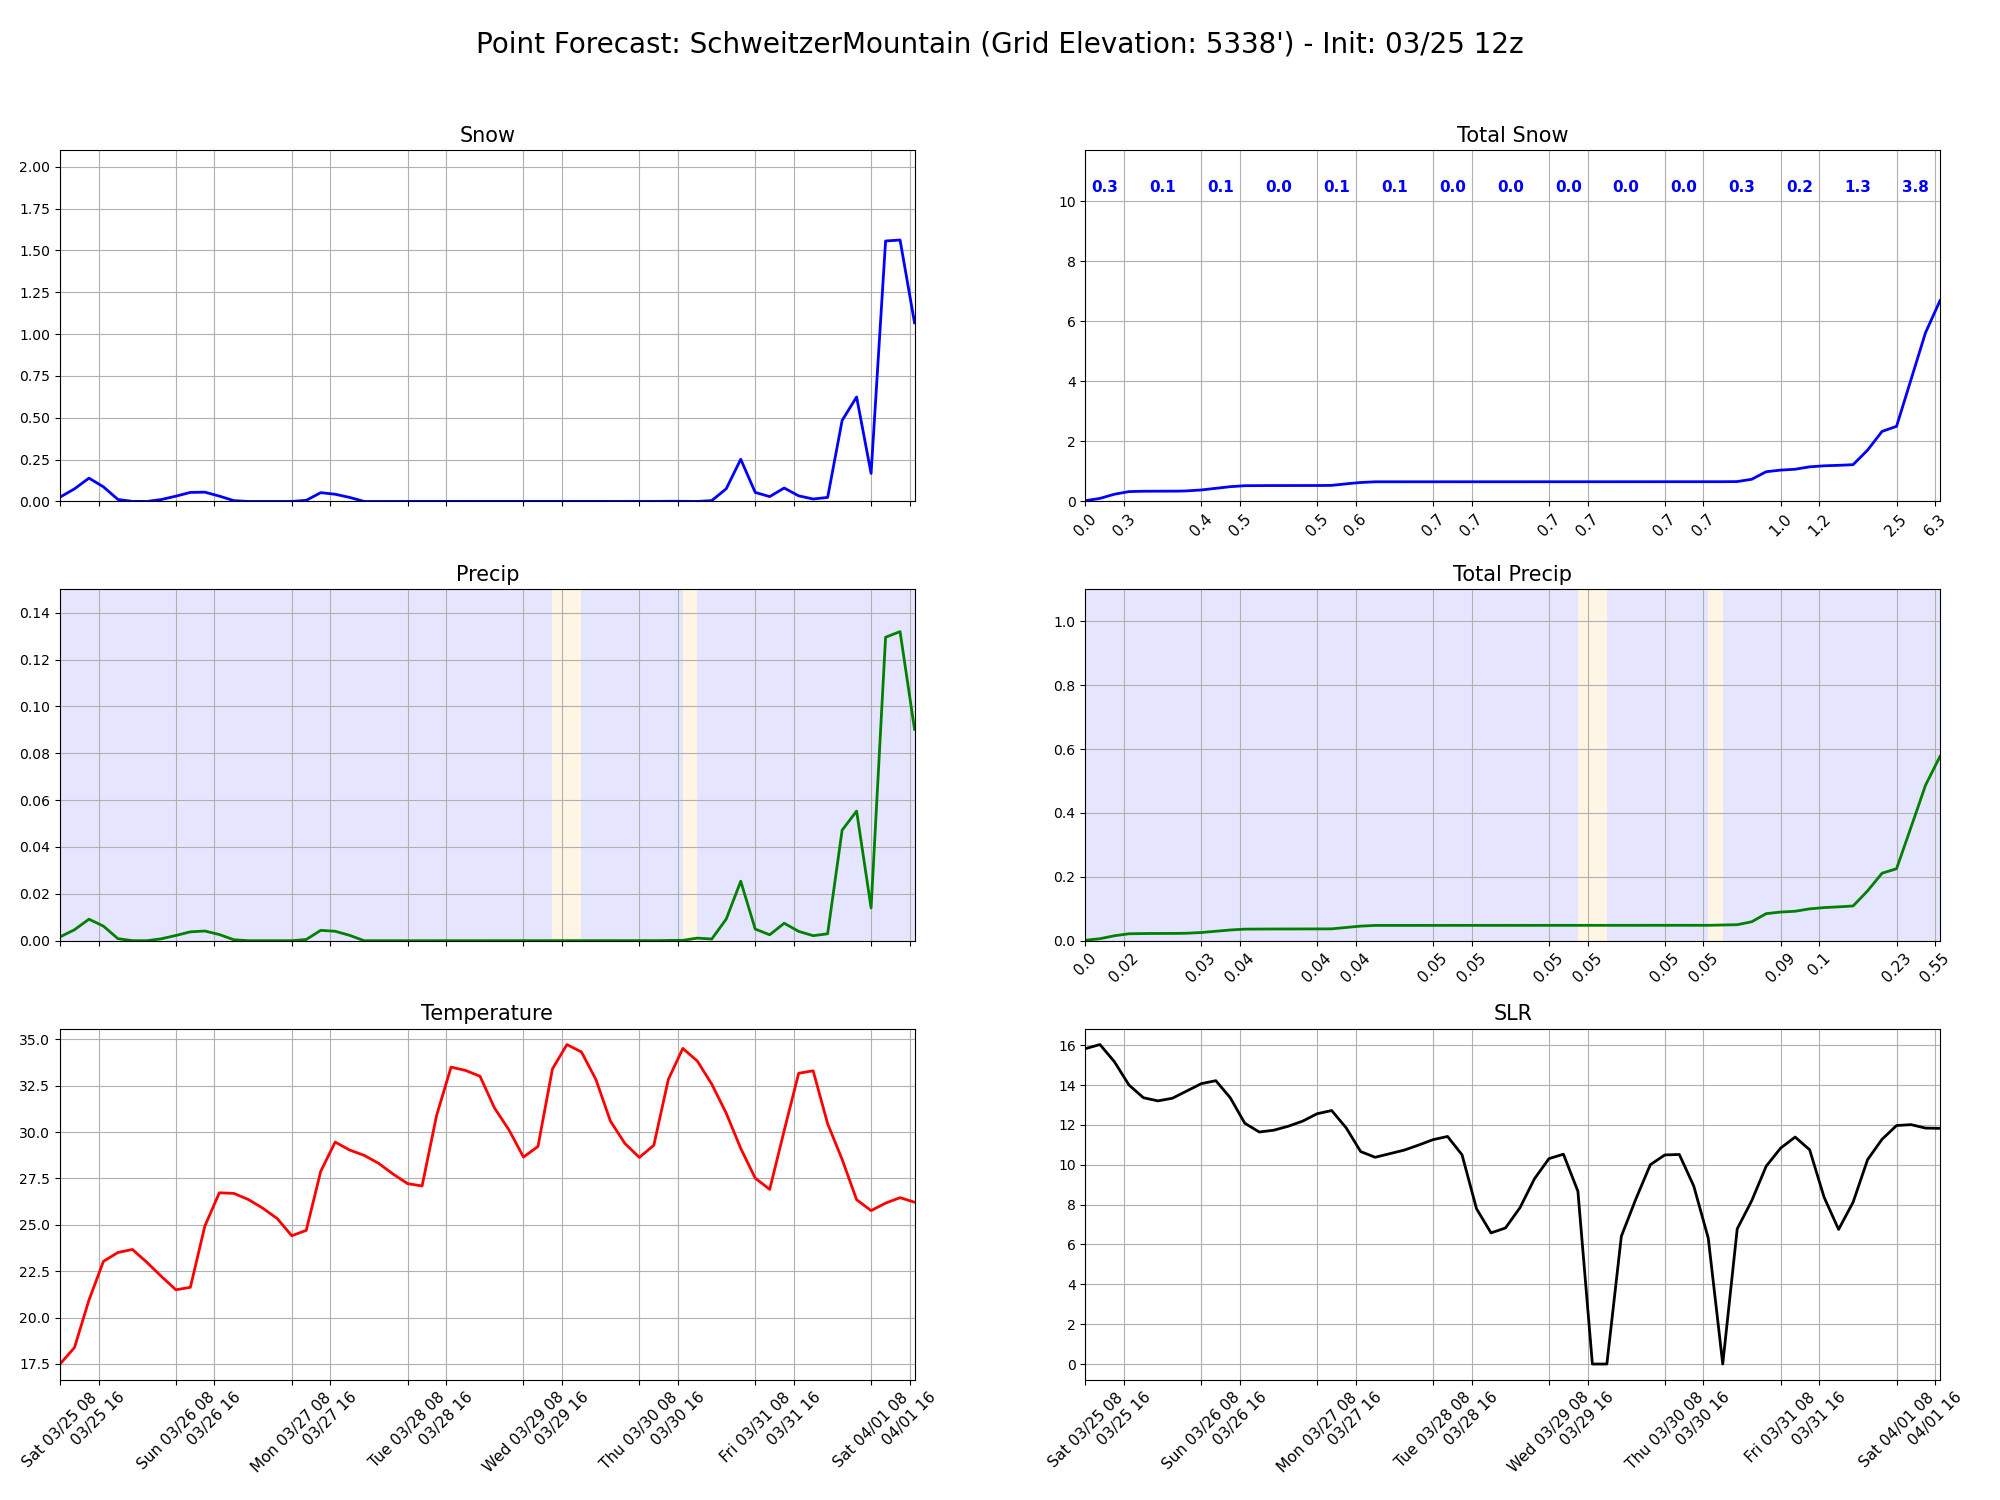 Point Forecast: SchweitzerMountain (Grid Elevation: 5338') - Init: 03/25 12z
Snow
2.00
1.75
1.50
1.25
1.00
0.75
0.50
0.25
0.00
Total Snow
0.3 0.1 0.1 0.0 0.1 0.1 0.0 0.0 0.0 0.0 0.0 0.3 0.2 1.3 3.8
10
8
6
4
2
0
0.0 0.3 0.4 0.5 0.5 0.6 0.7 0.7 0.7 0.7 0.7 0.7 1.0 1.2 2.5 6.3
Precip
0.14
0.12
0.10
0.08
0.06
0.04
0.02
0.00
Total Precip
1.0
0.8
0.6
0.4
0.2
0.0
0.0 0.02 0.03 0.04 0.04 0.04 0.05 0.05 0.05 0.05 0.05 0.05 0.09 0.1 0.23 0.55
Temperature
35.0
32.5
30.0
27.5
25.0
22.5
20.0
17.5
Sat 03/25 08
03/25 16
Sun 03/26 08
03/26 16
Mon 03/27 08
03/27 16
Tue 03/28 08
03/28 16
Wed 03/29 08
03/29 16
Thu 03/30 08
03/30 16
Fri 03/31 08
03/31 16
Sat 04/01 08
04/01 16
SLR
16
14
12
10
8
6
4
2
0
Sat 03/25 08
03/25 16
Sun 03/26 08
03/26 16
Mon 03/27 08
03/27 16
Tue 03/28 08
03/28 16
Wed 03/29 08
03/29 16
Thu 03/30 08
03/30 16
Fri 03/31 08
03/31 16
Sat 04/01 08
04/01 16